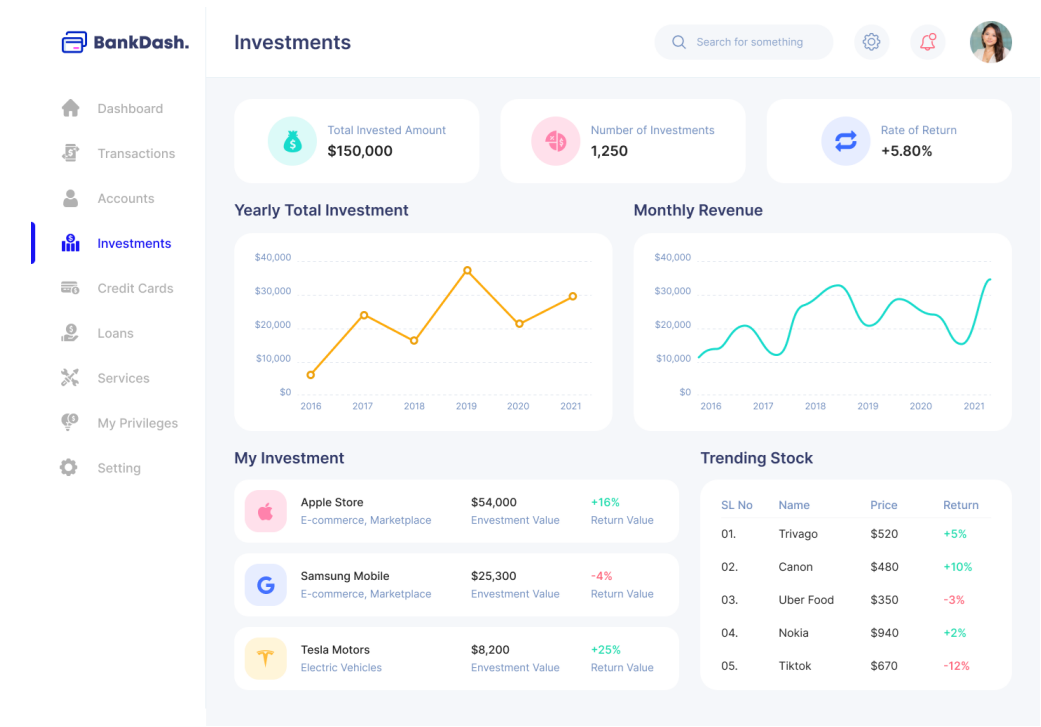 BankDash.
Investments
Search for something
Dashboard
Transactions
Accounts
Investments
Credit Cards
Loans
Services
My Privileges
Setting
Total Invested Amount
$150,000
Number of Investments
1,250
Rate of Return
+5.80%
Yearly Total Investment
$40,000
$30,000
$20,000
$10,000
$0
2016 2017 2018 2019 2020 2021
Monthly Revenue
$40,000
$30,000
$20,000
$10,000
$0
2016 2017 2018 2019 2020 2021
My Investment
Apple Store $54,000 +16%
E-commerce, Marketplace Envestment Value Return Value
Samsung Mobile $25,300 -4%
E-commerce, Marketplace Envestment Value Return Value
Tesla Motors $8,200 +25%
Electric Vehicles Envestment Value Return Value
Trending Stock
SL No Name Price Return
01. Trivago $520 +5%
02. Canon $480 +10%
03. Uber Food $350 -3%
04. Nokia $940 +2%
05. Tiktok $670 -12%